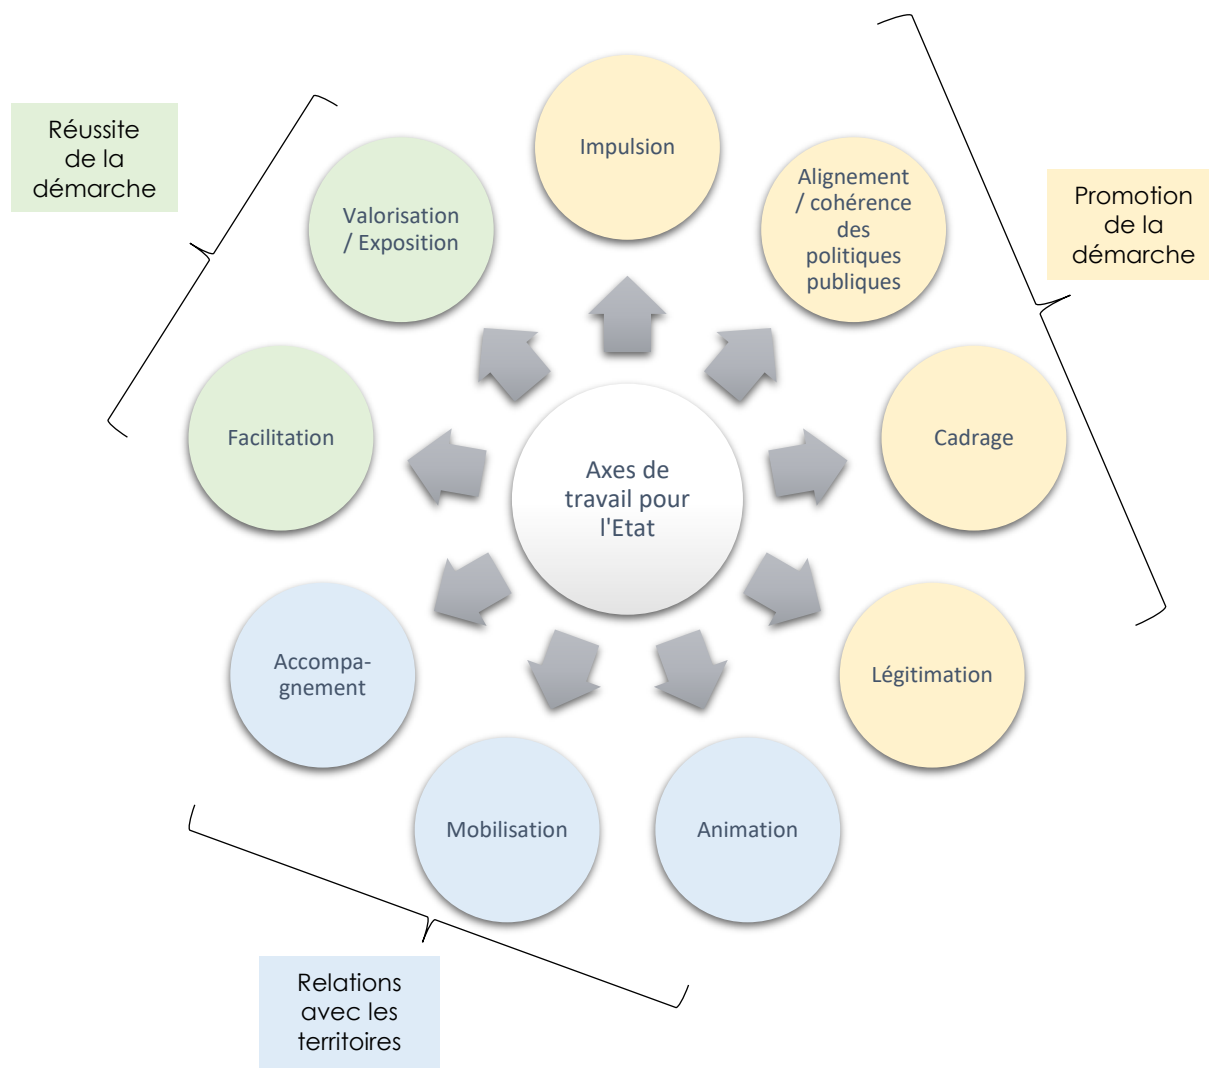 Impulsion
Réussite
de la
démarche
Valorisation
/ Exposition
Alignement
/ cohérence
des
politiques
publiques
Promotion
de la
démarche
Facilitation
Cadrage
Axes de
travail pour
l'Etat
Accompa-
gnement
Légitimation
Mobilisation
Animation
Relations
avec les
territoires